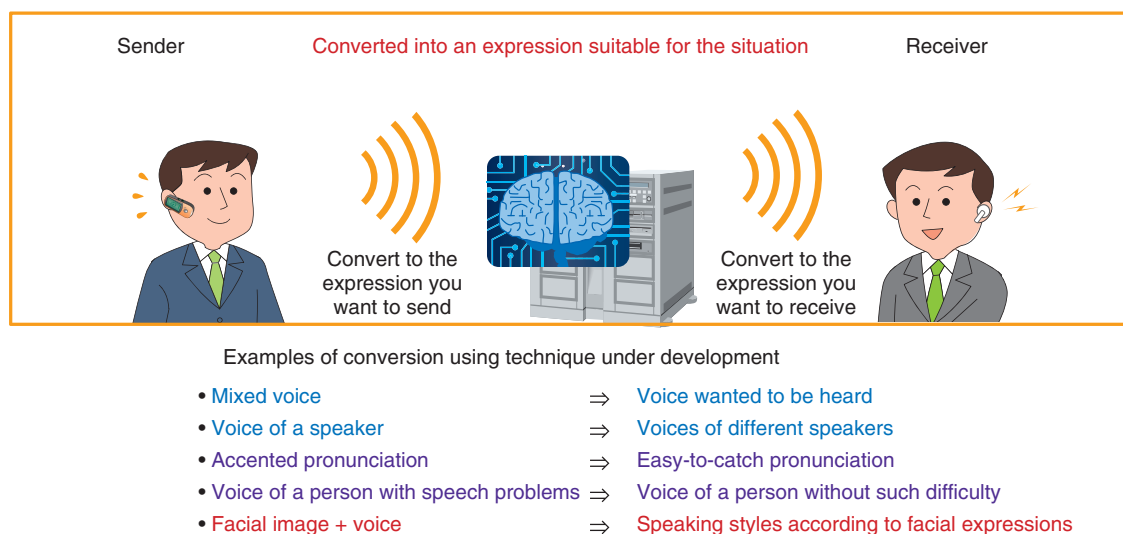 Sender
Converted into an expression suitable for the situation
Receiver
Convert to the
expression you
want to send
Convert to the
expression you
want to receive
Examples of conversion using technique under development
• Mixed voice ⇒ Voice wanted to be heard
• Voice of a speaker ⇒ Voices of different speakers
• Accented pronunciation ⇒ Easy-to-catch pronunciation
• Voice of a person with speech problems ⇒ Voice of a person without such difficulty
• Facial image + voice ⇒ Speaking styles according to facial expressions